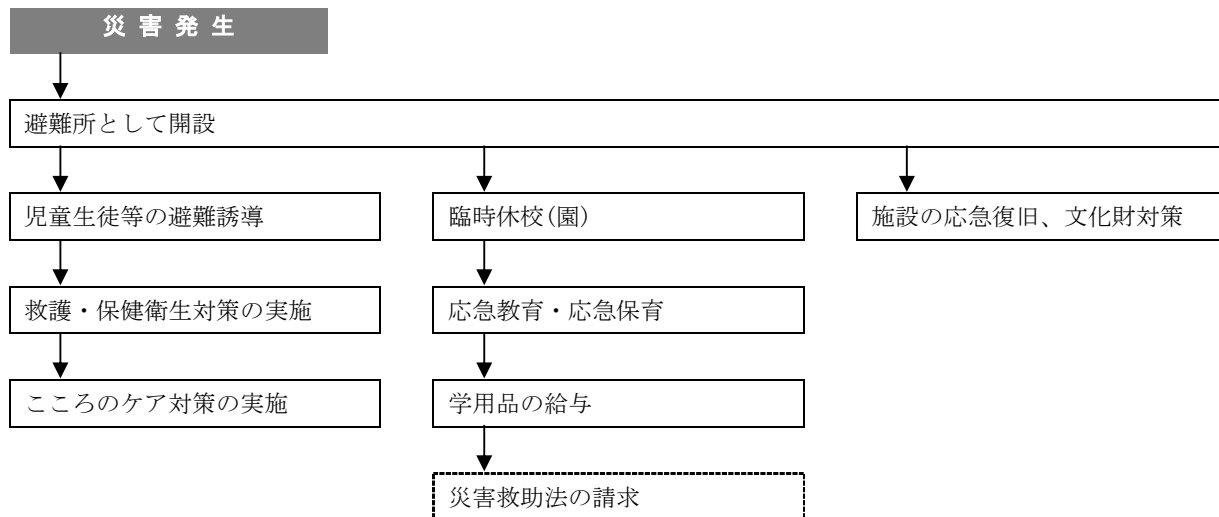 災害発生
避難所として開設
児童生徒等の避難誘導
臨時休校(園)
施設の応急復旧、文化財対策
救護・保健衛生対策の実施
応急教育・応急保育
こころのケア対策の実施
学用品の給与
災害救助法の請求